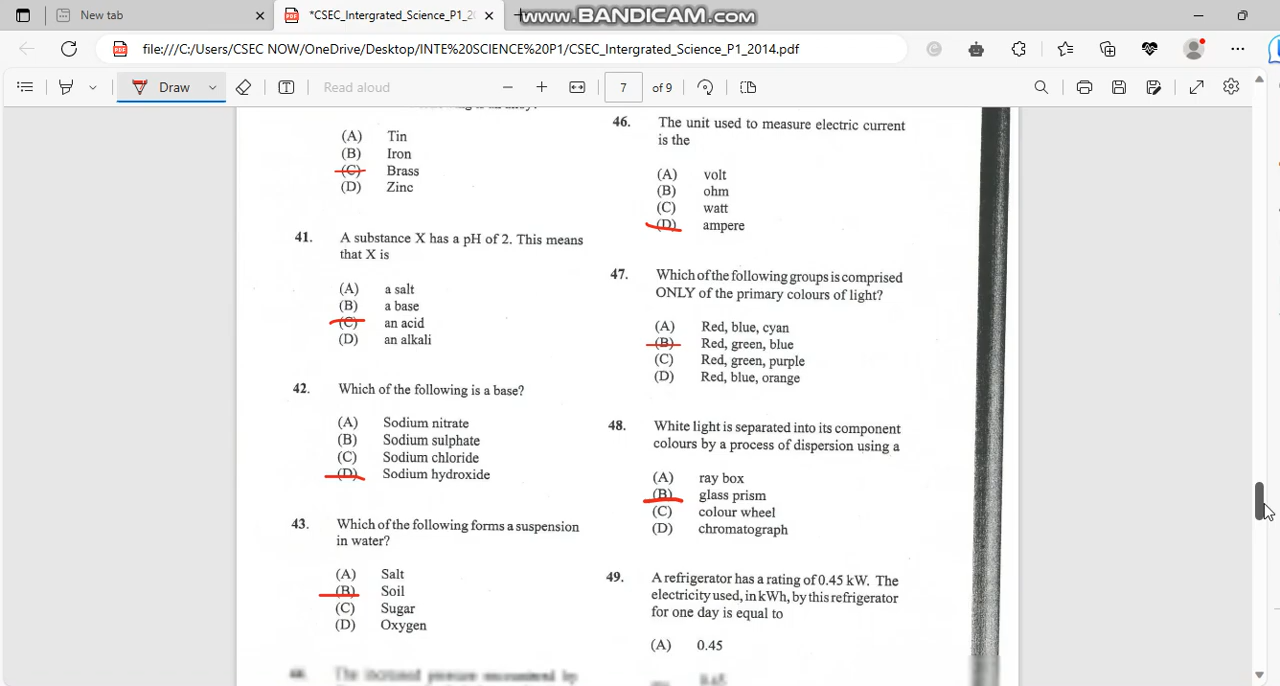 New tab
*CSEC_Intergrated_Science_P1_2
www.BANDICAM.com
file:///C:/Users/CSEC NOW/OneDrive/Desktop/INTE%20SCIENCE%20P1/CSEC_Intergrated_Science_P1_2014.pdf
Draw
Read aloud
7 of 9
(A) Tin
(B) Iron
(C) Brass
(D) Zinc
41. A substance X has a pH of 2. This means
that X is
(A) a salt
(B) a base
(C) an acid
(D) an alkali
42. Which of the following is a base?
(A) Sodium nitrate
(B) Sodium sulphate
(C) Sodium chloride
(D) Sodium hydroxide
43. Which of the following forms a suspension
in water?
(A) Salt
(B) Soil
(C) Sugar
(D) Oxygen
44. The increased pressure encountered by
46. The unit used to measure electric current
is the
(A) volt
(B) ohm
(C) watt
(D) ampere
47. Which of the following groups is comprised
ONLY of the primary colours of light?
(A) Red, blue, cyan
(B) Red, green, blue
(C) Red, green, purple
(D) Red, blue, orange
48. White light is separated into its component
colours by a process of dispersion using a
(A) ray box
(B) glass prism
(C) colour wheel
(D) chromatograph
49. A refrigerator has a rating of 0.45 kW. The
electricity used, in kWh, by this refrigerator
for one day is equal to
(A) 0.45
0.45